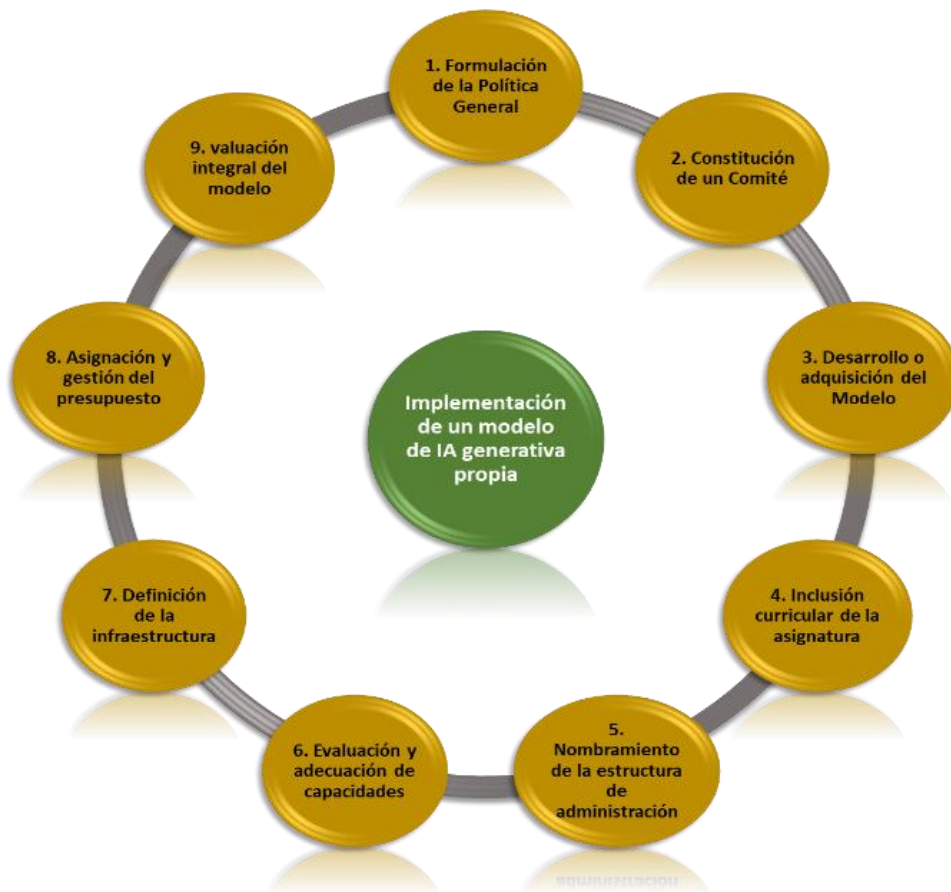 1. Formulación
de la Política
General
2. Constitución
de un Comité
3. Desarrollo o
adquisición del
Modelo
4. Inclusión
curricular de la
asignatura
5.
Nombramiento
de la estructura
de
administración
6. Evaluación y
adecuación de
capacidades
7. Definición
de la
infraestructura
8. Asignación y
gestión del
presupuesto
9. valuación
integral del
modelo
Implementación
de un modelo
de IA generativa
propia